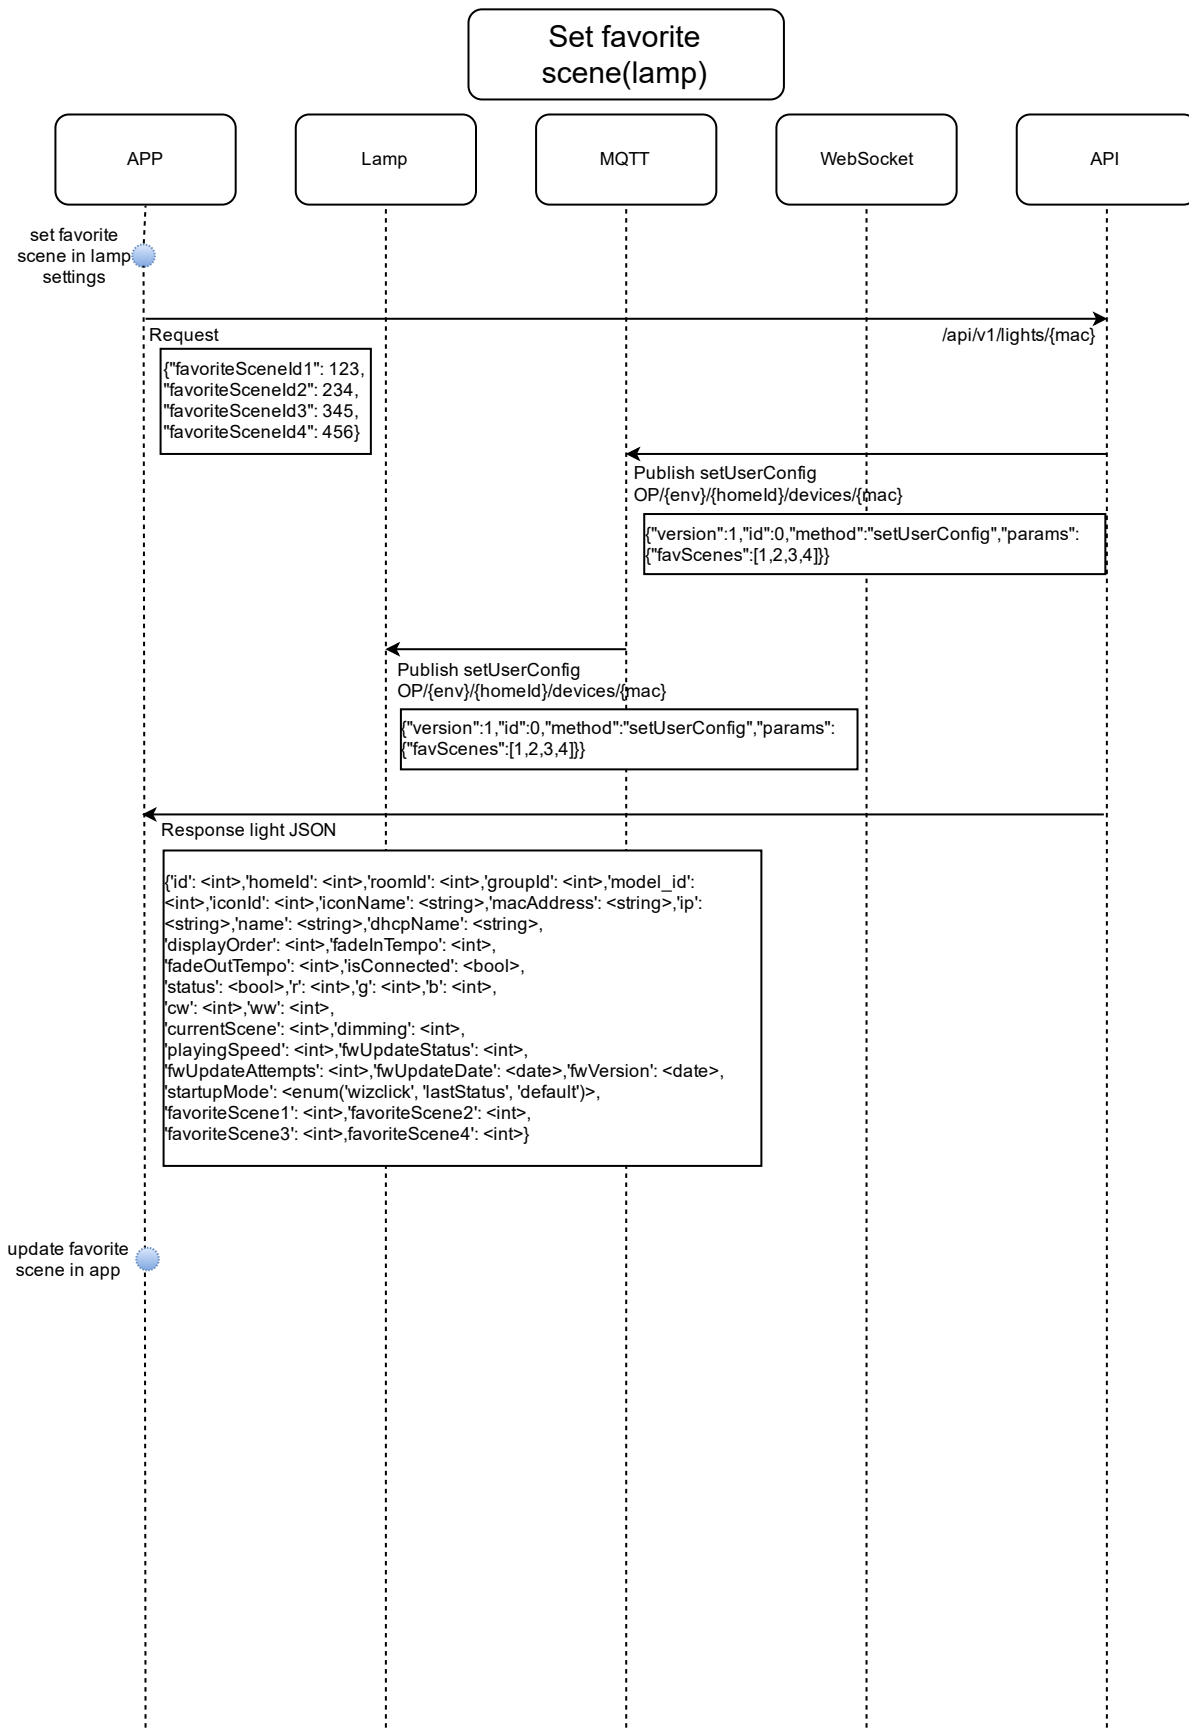 Set favorite
scene(lamp)
APP
Lamp
MQTT
WebSocket
API
set favorite
scene in lamp
settings
Request
/api/v1/lights/{mac}
{"favoriteSceneId1": 123,
"favoriteSceneId2": 234,
"favoriteSceneId3": 345,
"favoriteSceneId4": 456}
Publish setUserConfig
OP/{env}/{homeId}/devices/{mac}
{"version":1,"id":0,"method":"setUserConfig","params":
{"favScenes":[1,2,3,4]}}
Publish setUserConfig
OP/{env}/{homeId}/devices/{mac}
{"version":1,"id":0,"method":"setUserConfig","params":
{"favScenes":[1,2,3,4]}}
Response light JSON
{'id': <int>,'homeId': <int>,'roomId': <int>,'groupId': <int>,'model_id':
<int>,'iconId': <int>,'iconName': <string>,'macAddress': <string>,'ip':
<string>,'name': <string>,'dhcpName': <string>,
'displayOrder': <int>,'fadeInTempo': <int>,
'fadeOutTempo': <int>,'isConnected': <bool>,
'status': <bool>,'r': <int>,'g': <int>,'b': <int>,
'cw': <int>,'ww': <int>,
'currentScene': <int>,'dimming': <int>,
'playingSpeed': <int>,'fwUpdateStatus': <int>,
'fwUpdateAttempts': <int>,'fwUpdateDate': <date>,'fwVersion': <date>,
'startupMode': <enum('wizclick', 'lastStatus', 'default')>,
'favoriteScene1': <int>,'favoriteScene2': <int>,
'favoriteScene3': <int>,favoriteScene4': <int>}
update favorite
scene in app